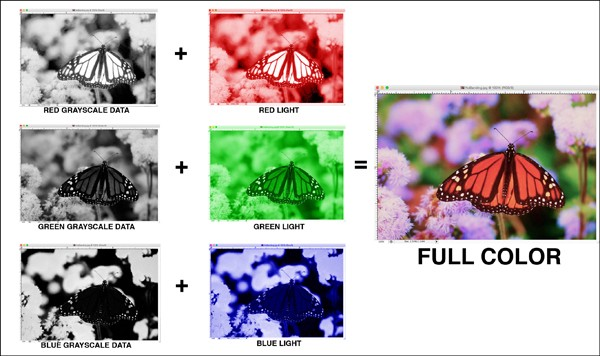 +
RED GRAYSCALE DATA
RED LIGHT
+
=
GREEN GRAYSCALE DATA
GREEN LIGHT
FULL COLOR
+
BLUE GRAYSCALE DATA
BLUE LIGHT